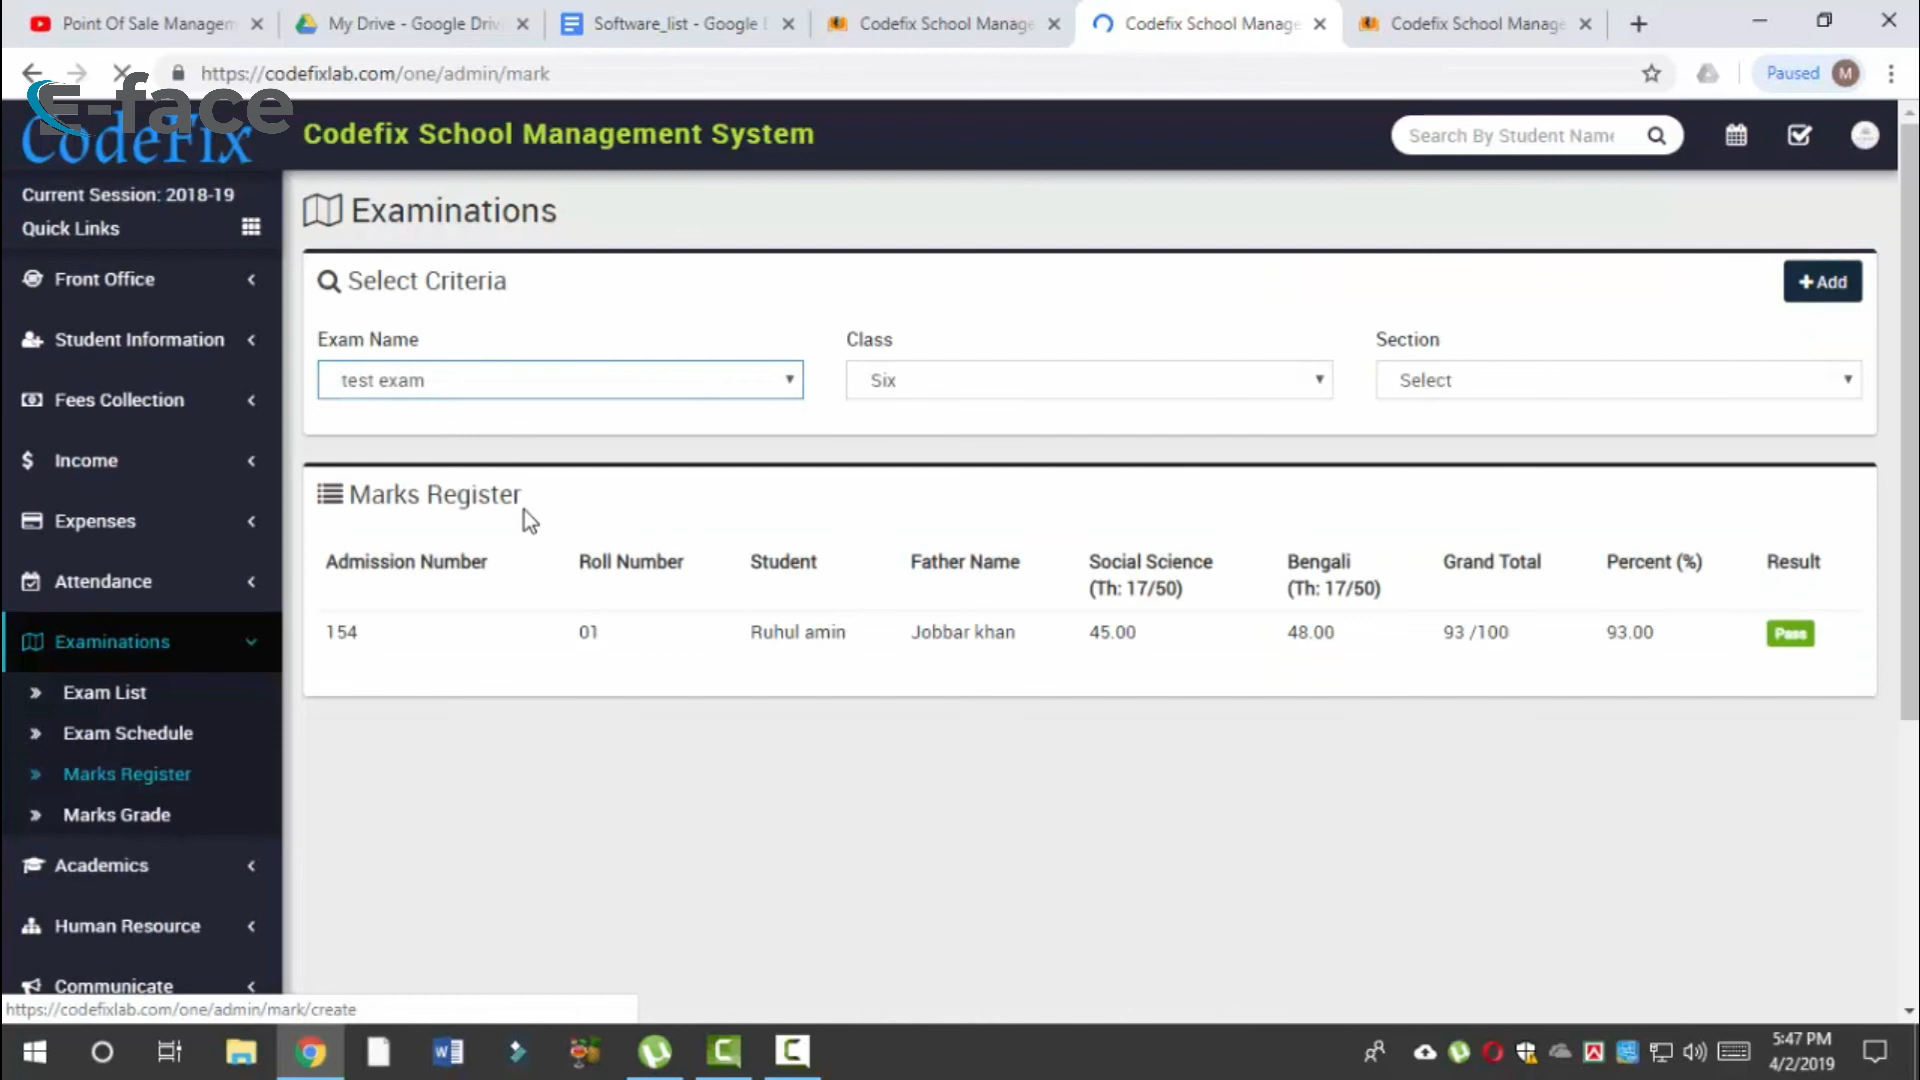 Point Of Sale Managem
My Drive - Google Driv
Software_list - Google
Codefix School Manage
Codefix School Manage
Codefix School Manage
https://codefixlab.com/one/admin/mark
Paused
M
E-face
CodeFix
Codefix School Management System
Search By Student Name
Current Session: 2018-19
Quick Links
Front Office
Student Information
Fees Collection
Income
Expenses
Attendance
Examinations
Exam List
Exam Schedule
Marks Register
Marks Grade
Academics
Human Resource
Communicate
Examinations
Select Criteria
+Add
Exam Name
Class
Section
test exam
Six
Select
Marks Register
Admission Number Roll Number Student Father Name Social Science (Th: 17/50) Bengali (Th: 17/50) Grand Total Percent (%) Result
154 01 Ruhul amin Jobbar khan 45.00 48.00 93 /100 93.00 Pass
https://codefixlab.com/one/admin/mark/create
5:47 PM
4/2/2019